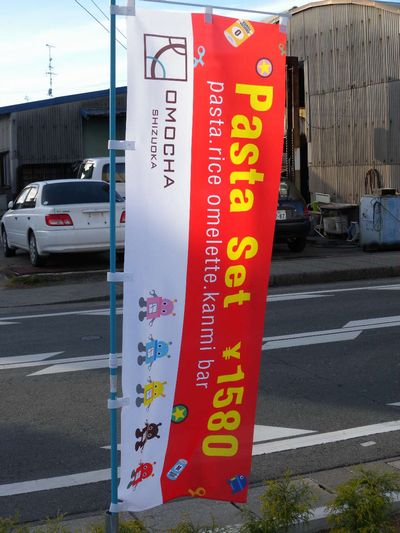 Pasta Set ¥1580
pasta.rice omelette.kanmi bar
OMOCHA
SHIZUOKA